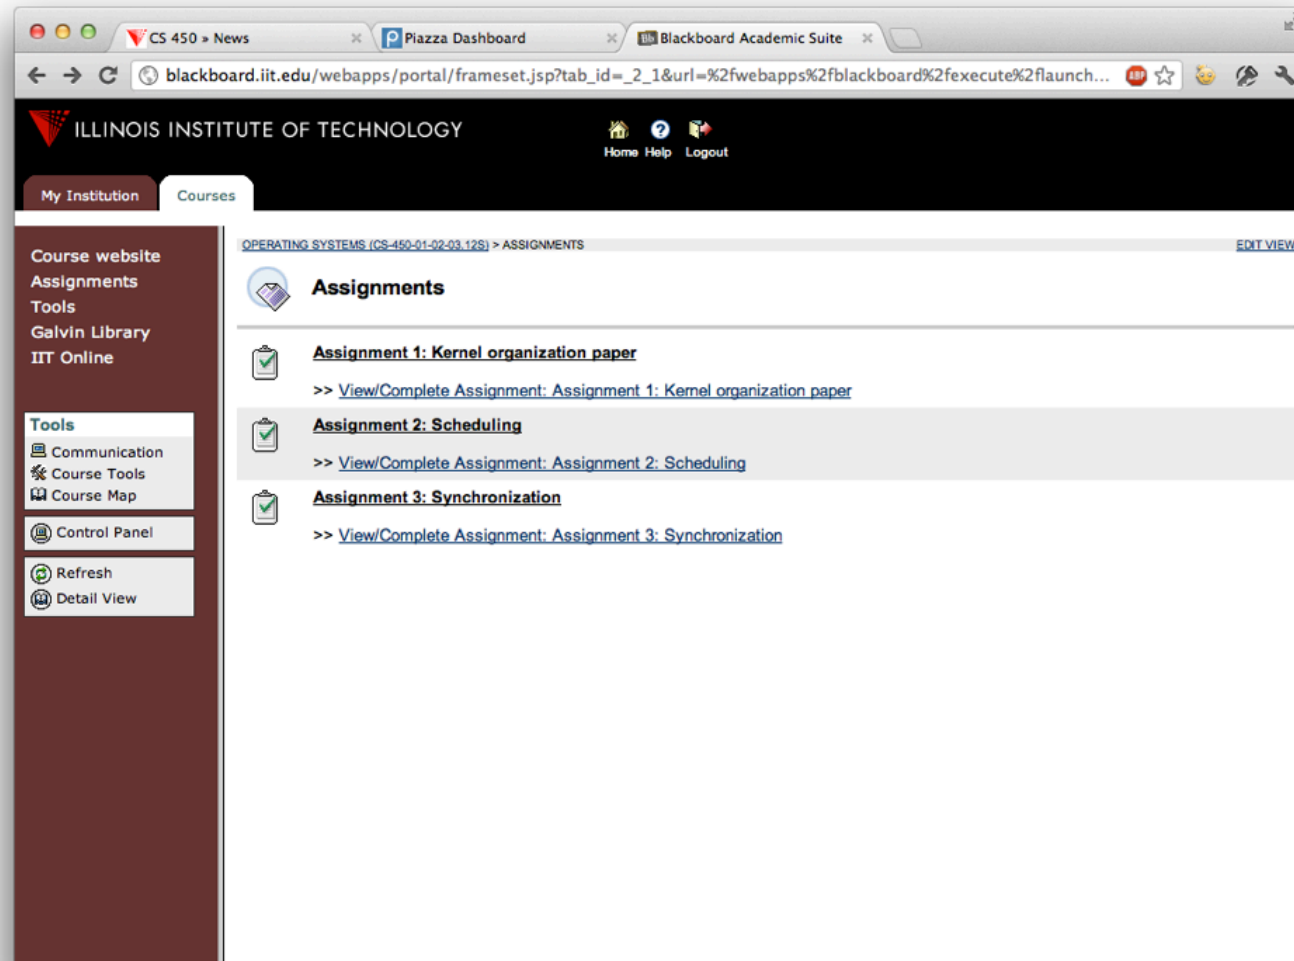 CS 450 » News
Piazza Dashboard
Bb Blackboard Academic Suite
blackboard.iit.edu/webapps/portal/frameset.jsp?tab_id=_2_1&url=%2fwebapps%2fblackboard%2fexecute%2flaunch...
ABP
ILLINOIS INSTITUTE OF TECHNOLOGY
Home Help Logout
My Institution Courses
OPERATING SYSTEMS (CS-450-01-02-03.12S) > ASSIGNMENTS
EDIT VIEW
Course website
Assignments
Tools
Galvin Library
IIT Online
Tools
Communication
Course Tools
Course Map
Control Panel
Refresh
Detail View
Assignments
Assignment 1: Kernel organization paper
>> View/Complete Assignment: Assignment 1: Kernel organization paper
Assignment 2: Scheduling
>> View/Complete Assignment: Assignment 2: Scheduling
Assignment 3: Synchronization
>> View/Complete Assignment: Assignment 3: Synchronization